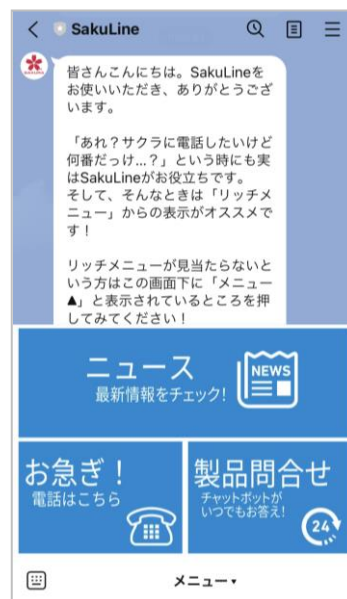 SakuLine
皆さんこんにちは。SakuLineを
お使いいただき、ありがとうござ
います。
「あれ？サクラに電話したいけど
何番だっけ...？」という時にも実
はSakuLineがお役立ちです。
そして、そんなときは「リッチメ
ニュー」からの表示がオススメで
す！
リッチメニューが見当たらないと
いう方はこの画面下に「メニュー
▲」と表示されているところを押
してみてください！
ニュース
最新情報をチェック!
NEWS
お急ぎ！
電話はこちら
製品問合せ
チャットボットが
いつでもお答え!
24
メニュー▾